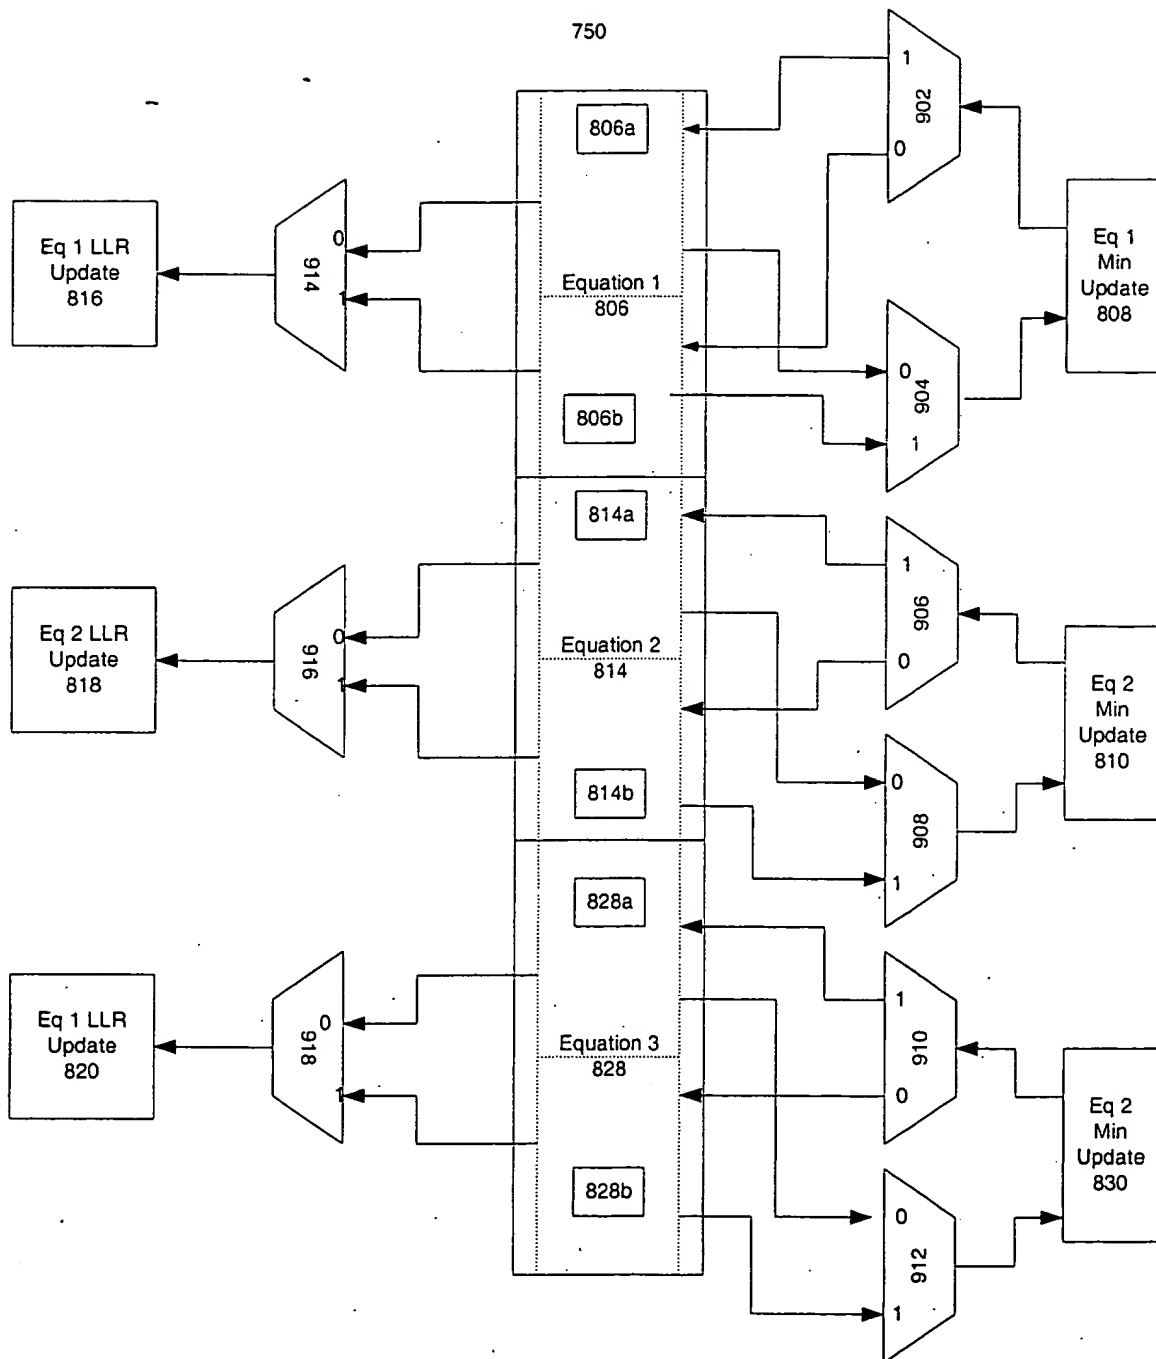 750
1
902
0
806a
Eq 1
Min
Update
808
Eq 1 LLR
Update
816
0
914
1
Equation 1
806
0
904
1
806b
814a
1
906
0
Eq 2 LLR
Update
818
0
916
1
Equation 2
814
Eq 2
Min
Update
810
0
908
1
814b
828a
1
910
0
Eq 1 LLR
Update
820
0
918
1
Equation 3
828
Eq 2
Min
Update
830
828b
0
912
1